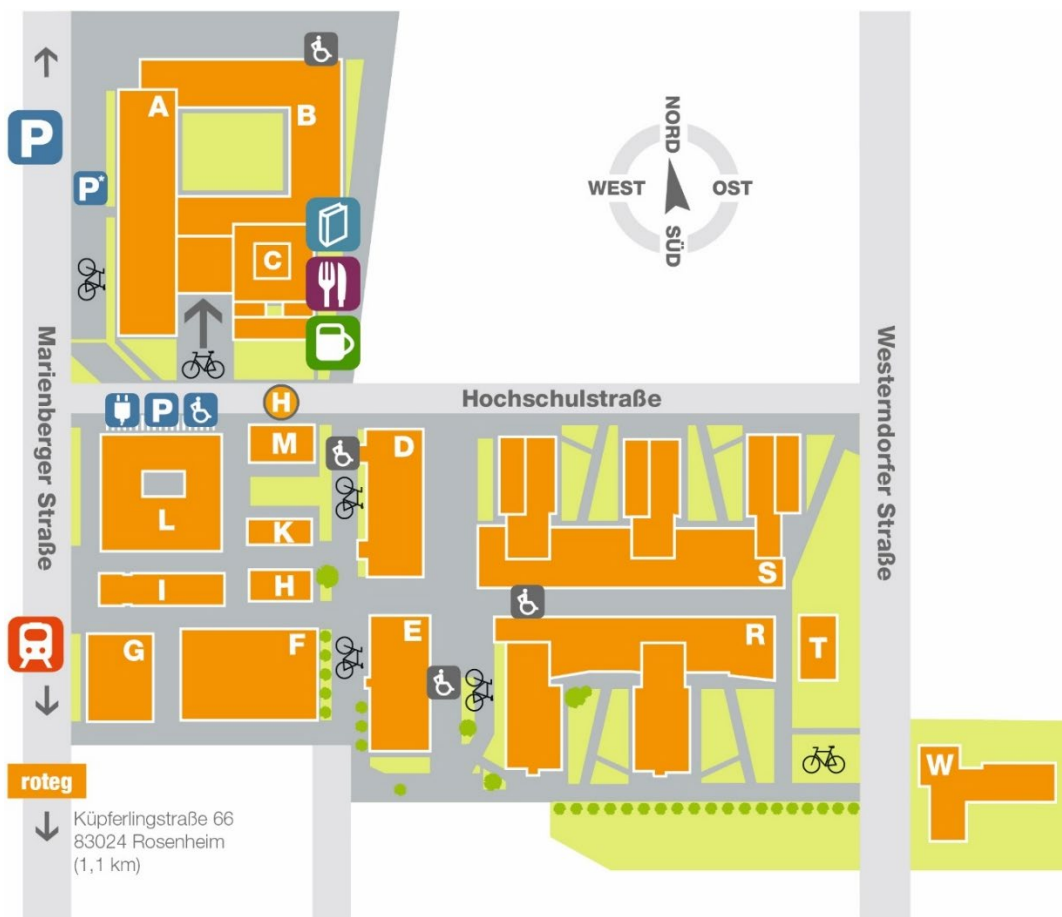 A
B
P
P*
C
NORD
WEST
OST
SÜD
Marienberger Straße
Hochschulstraße
Westerndorfer Straße
P
H
M
D
L
K
S
I
H
G
F
E
R
T
W
roteg
Küpferlingstraße 66
83024 Rosenheim
(1,1 km)